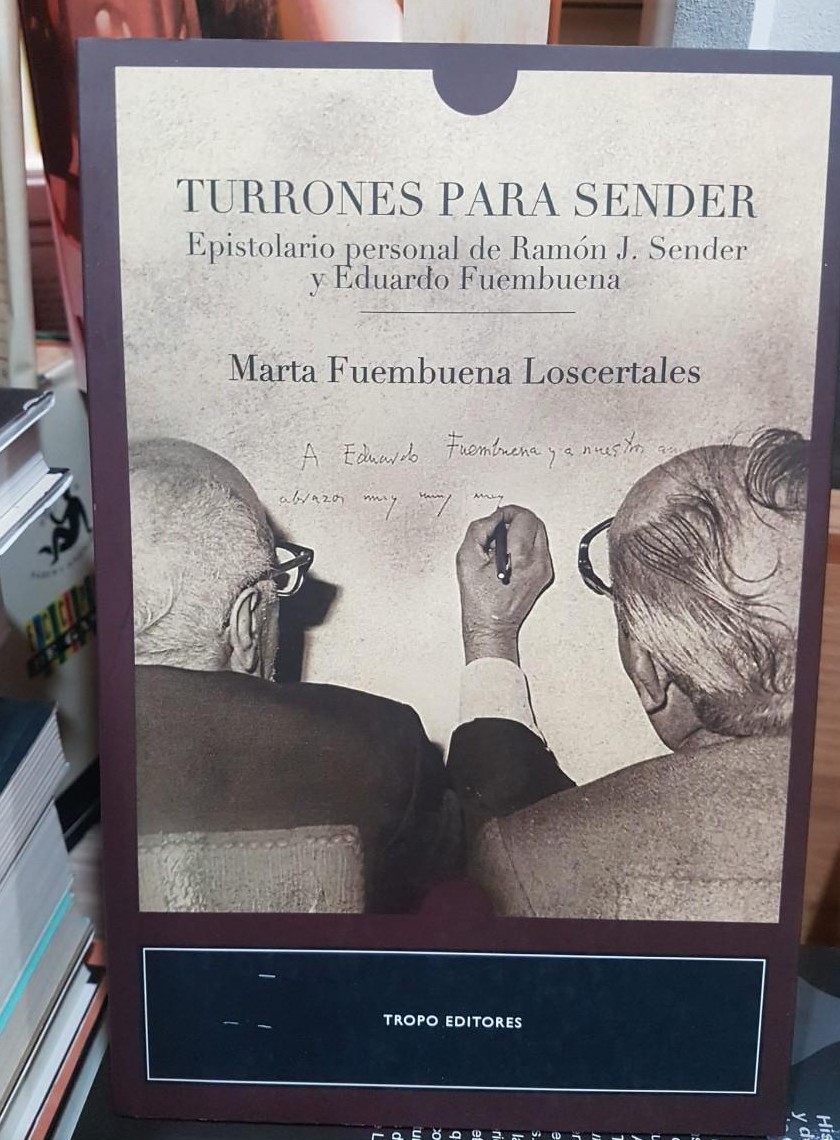 TURRONES PARA SENDER
Epistolario personal de Ramón J. Sender
y Eduardo Fuembuena
Marta Fuembuena Loscertales
A Eduardo Fuembuena y a nuestro
abrazos muy muy muy
TROPO EDITORES